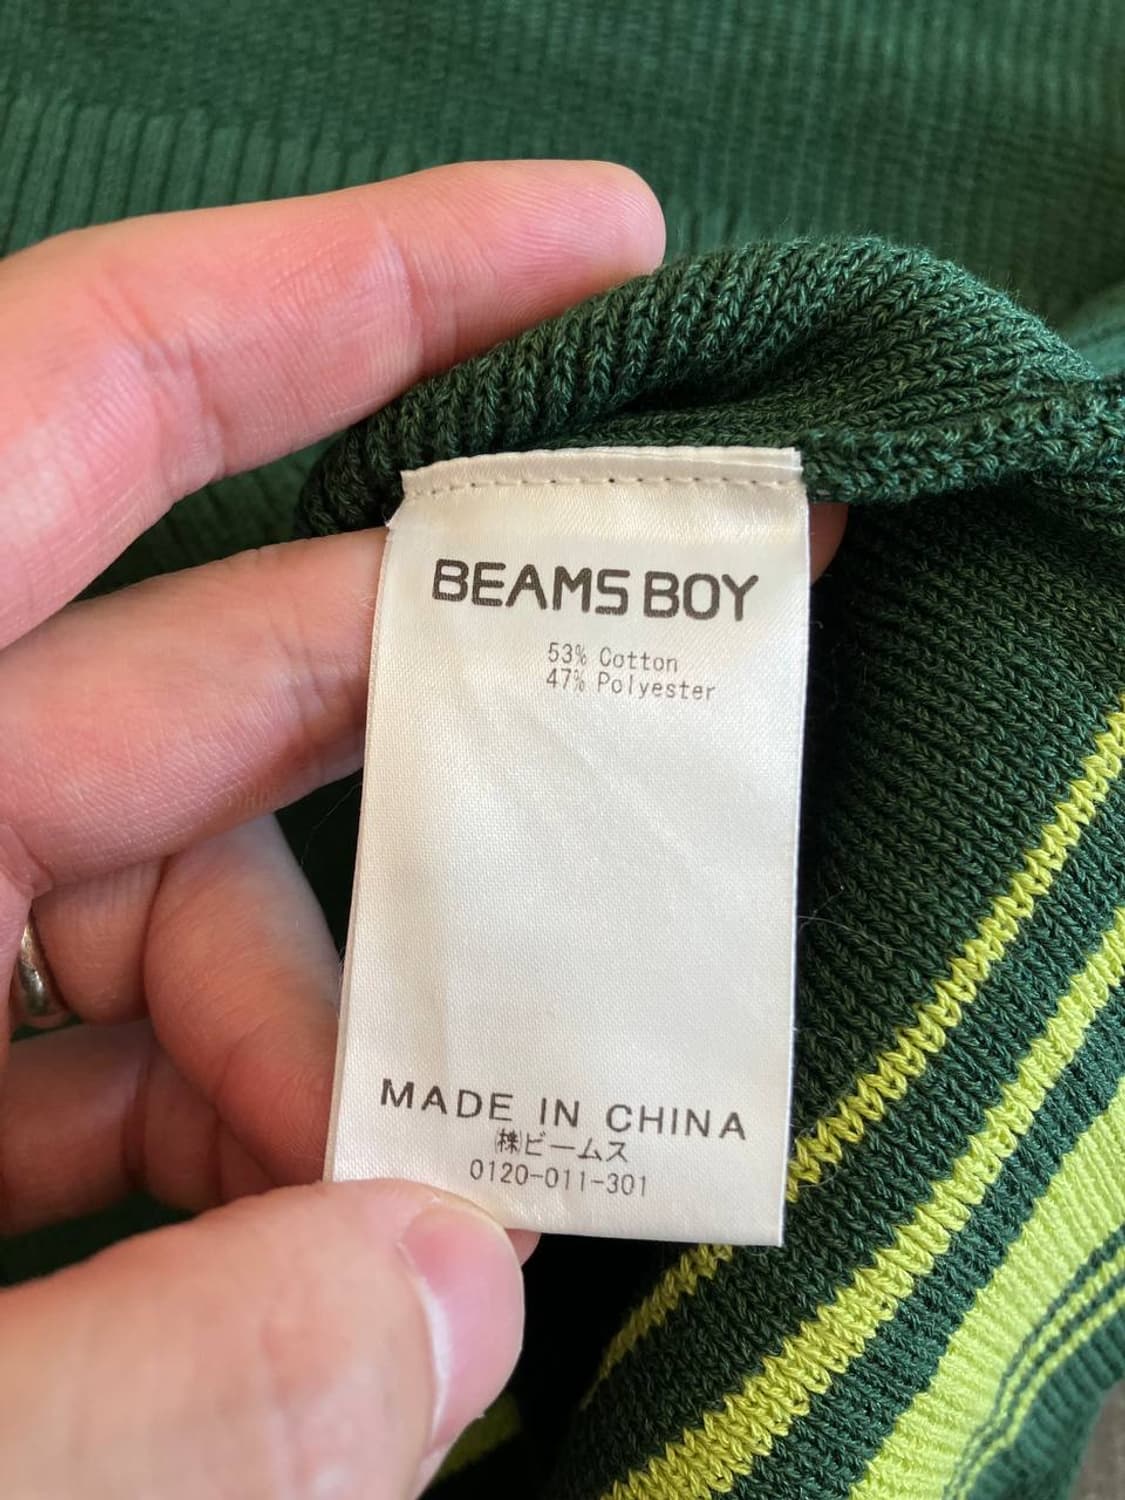 BEAMS BOY
53% Cotton
47% Polyester
MADE IN CHINA
㈱ビームス
0120-011-301